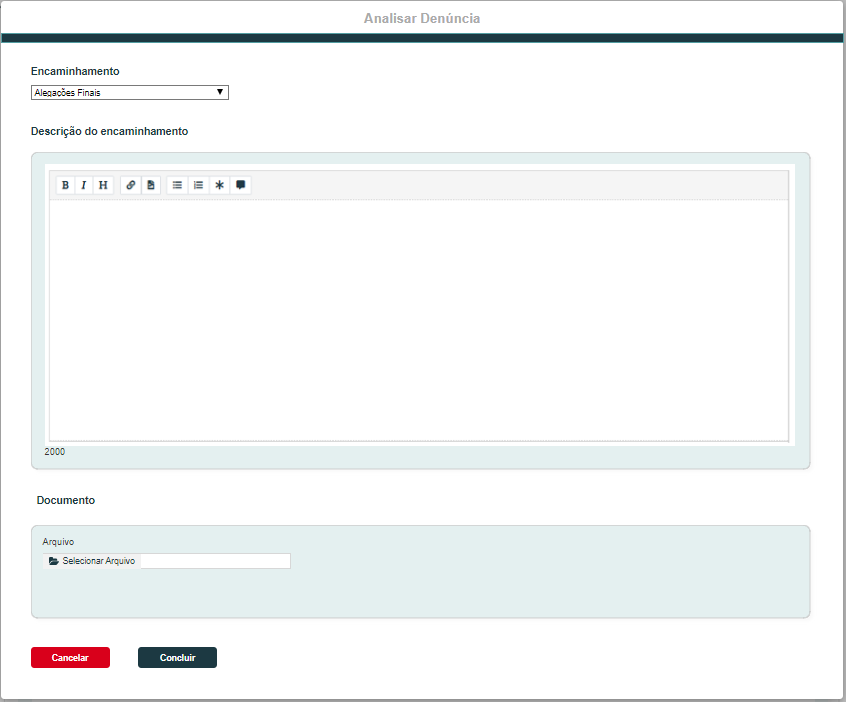 Analisar Denúncia
Encaminhamento
Alegações Finais
Descrição do encaminhamento
B I H
2000
Documento
Arquivo
Selecionar Arquivo
Cancelar Concluir